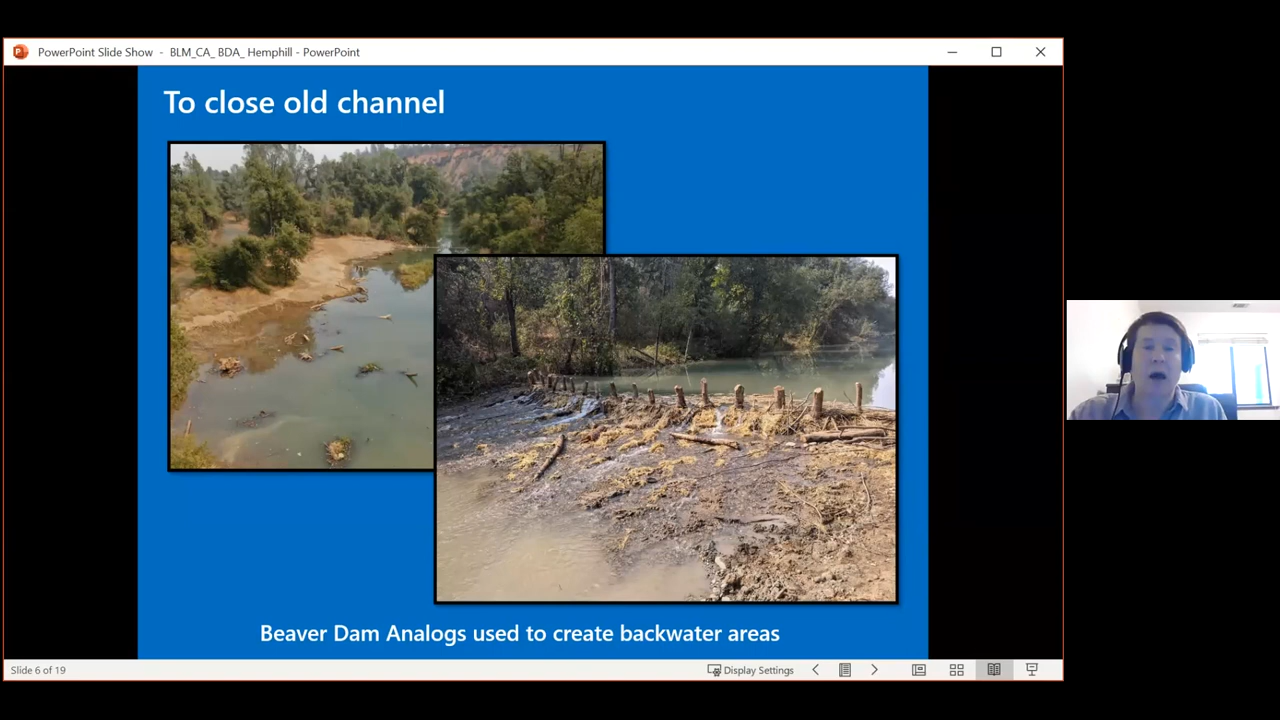 PowerPoint Slide Show - BLM_CA_ BDA_ Hemphill - PowerPoint
To close old channel
Beaver Dam Analogs used to create backwater areas
Slide 6 of 19
Display Settings